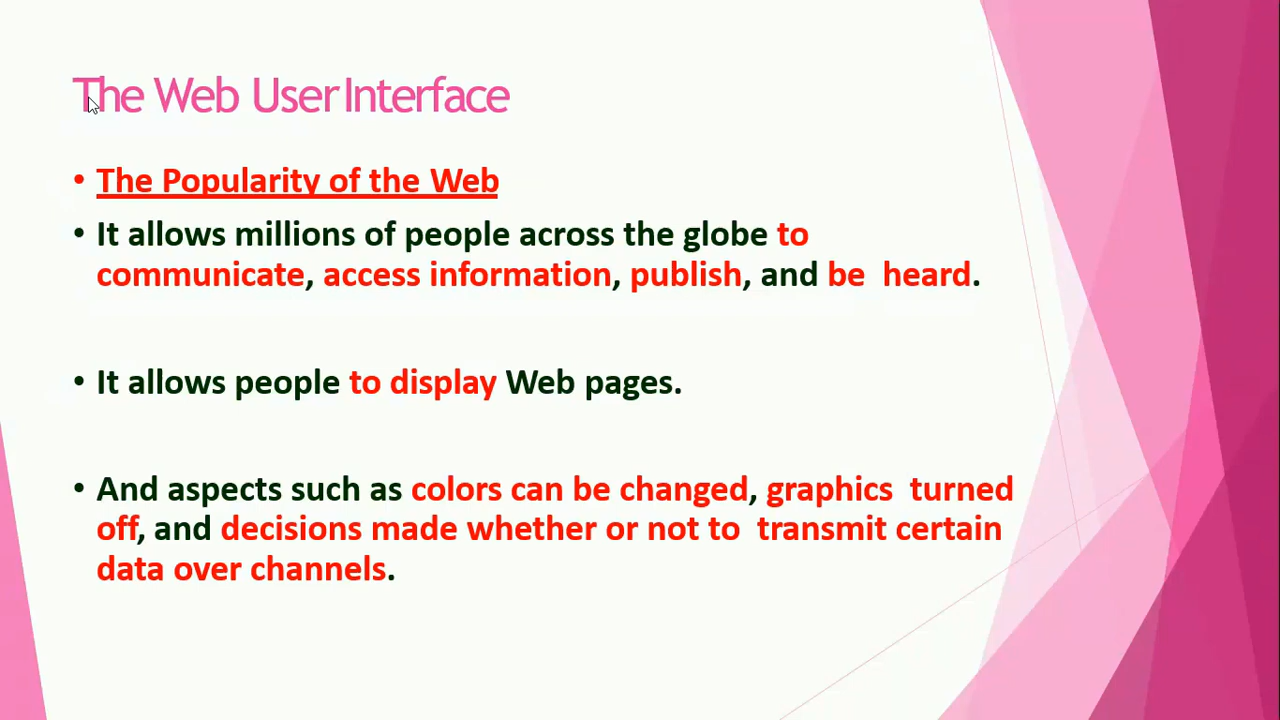 The Web User Interface
• The Popularity of the Web
• It allows millions of people across the globe to
communicate, access information, publish, and be heard.
• It allows people to display Web pages.
• And aspects such as colors can be changed, graphics turned
off, and decisions made whether or not to transmit certain
data over channels.